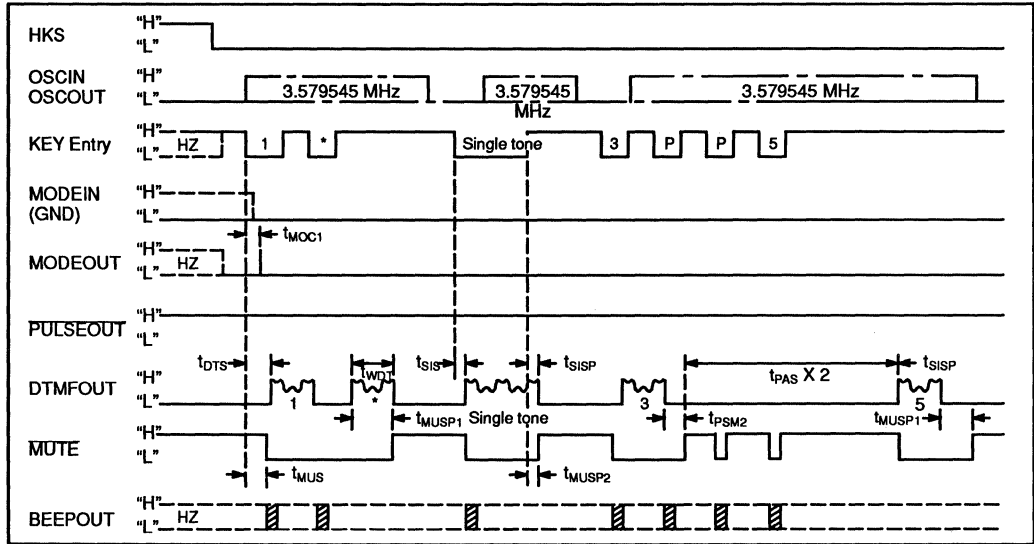 HKS "H"
"L"
OSCIN "H"
OSCOUT "L" 3.579545 MHz 3.579545 MHz 3.579545 MHz
KEY Entry "H"
"L" HZ 1 * Single tone 3 P P 5
MODEIN "H"
(GND) "L"
tMOC1
MODEOUT "H"
"L" HZ
PULSEOUT "H"
"L"
tDTS tWDT tSIS tSISP tPAS X 2 tSISP
DTMFOUT "H"
"L" 1 * 3 5
tMUSP1 Single tone tPSM2 tMUSP1
MUTE "H"
"L"
tMUS tMUSP2
BEEPOUT "H"
"L" HZ